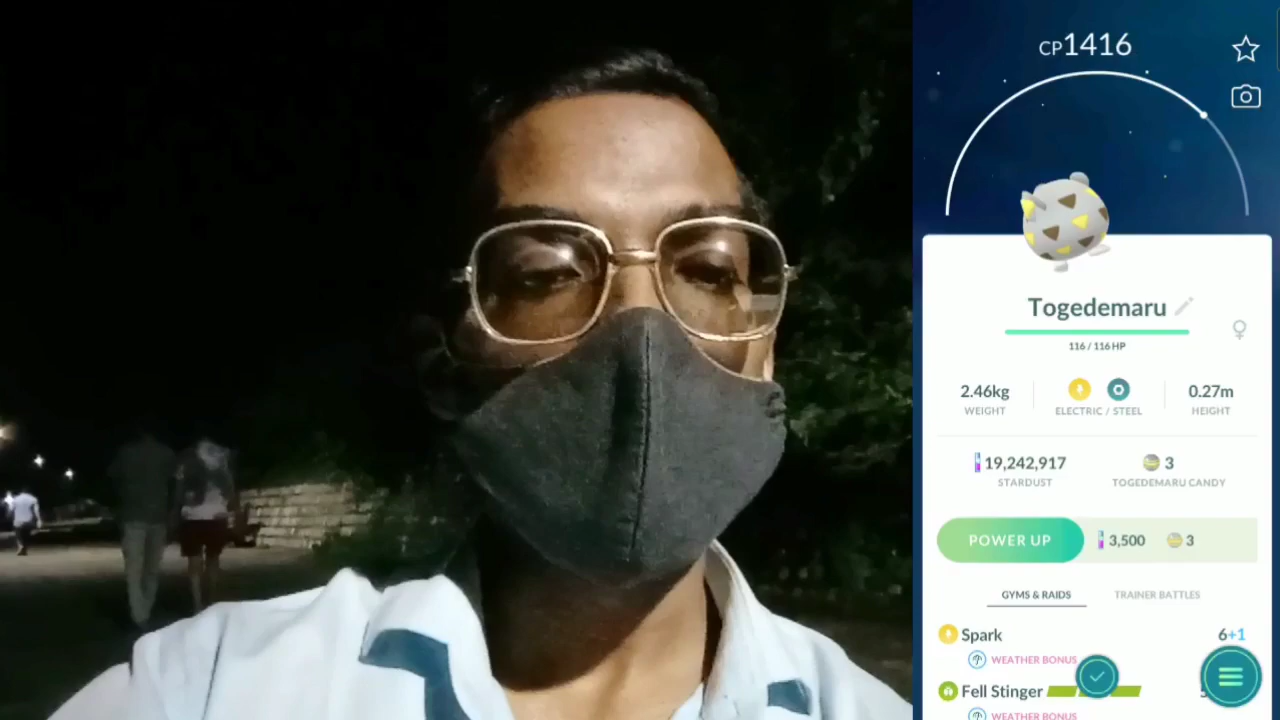 CP1416
Togedemaru
116 / 116 HP
2.46kg
WEIGHT
ELECTRIC / STEEL
0.27m
HEIGHT
19,242,917
STARDUST
3
TOGEDEMARU CANDY
POWER UP
3,500
3
GYMS & RAIDS
TRAINER BATTLES
Spark
6+1
WEATHER BONUS
Fell Stinger
WEATHER BONUS